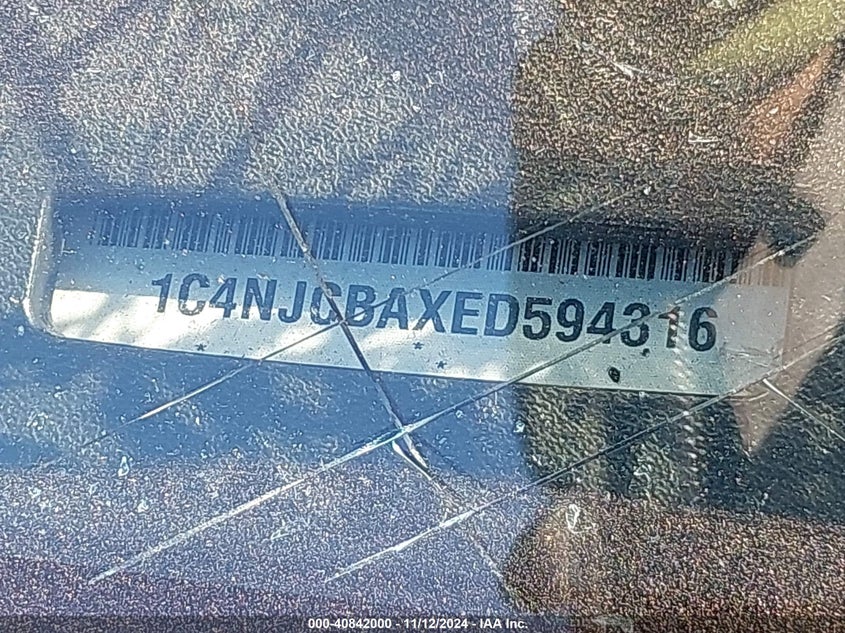 1C4NJCBAXED594316
000-40842000 - 11/12/2024 - IAA Inc.